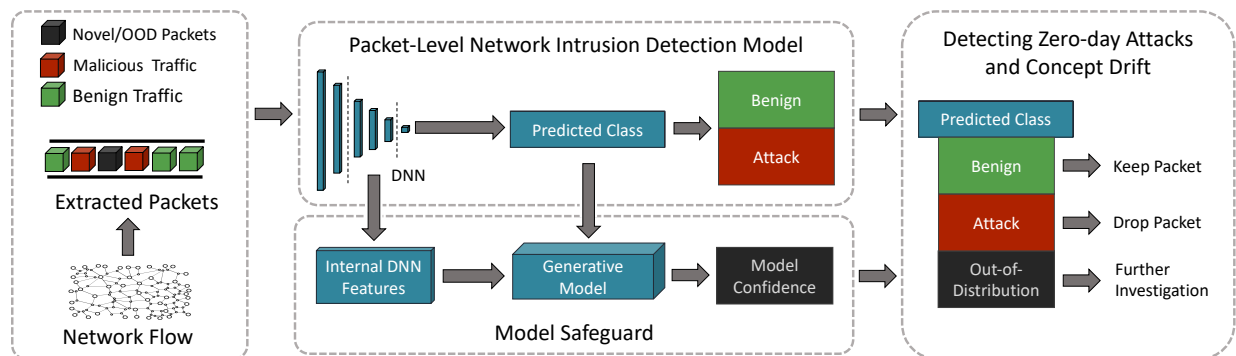 Novel/OOD Packets
Malicious Traffic
Benign Traffic
Extracted Packets
Network Flow
Packet-Level Network Intrusion Detection Model
DNN
Predicted Class
Benign
Attack
Internal DNN
Features
Generative
Model
Model
Confidence
Model Safeguard
Detecting Zero-day Attacks
and Concept Drift
Predicted Class
Benign
Keep Packet
Attack
Drop Packet
Out-of-
Distribution
Further
Investigation